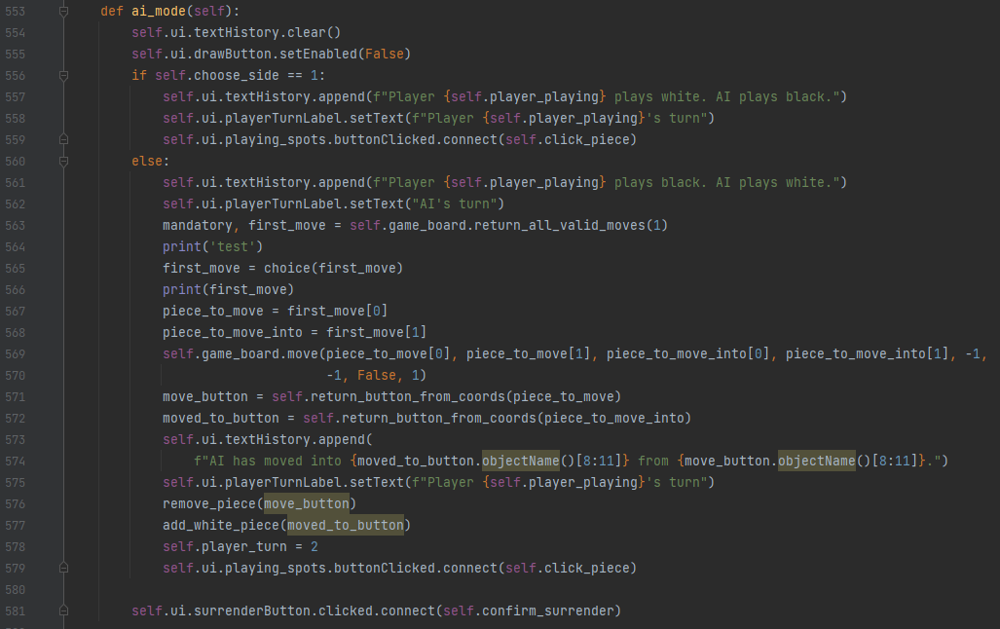 553 def ai_mode(self):
554 self.ui.textHistory.clear()
555 self.ui.drawButton.setEnabled(False)
556 if self.choose_side == 1:
557 self.ui.textHistory.append(f"Player {self.player_playing} plays white. AI plays black.")
558 self.ui.playerTurnLabel.setText(f"Player {self.player_playing}'s turn")
559 self.ui.playing_spots.buttonClicked.connect(self.click_piece)
560 else:
561 self.ui.textHistory.append(f"Player {self.player_playing} plays black. AI plays white.")
562 self.ui.playerTurnLabel.setText("AI's turn")
563 mandatory, first_move = self.game_board.return_all_valid_moves(1)
564 print('test')
565 first_move = choice(first_move)
566 print(first_move)
567 piece_to_move = first_move[0]
568 piece_to_move_into = first_move[1]
569 self.game_board.move(piece_to_move[0], piece_to_move[1], piece_to_move_into[0], piece_to_move_into[1], -1,
570 -1, False, 1)
571 move_button = self.return_button_from_coords(piece_to_move)
572 moved_to_button = self.return_button_from_coords(piece_to_move_into)
573 self.ui.textHistory.append(
574 f"AI has moved into {moved_to_button.objectName()[8:11]} from {move_button.objectName()[8:11]}.")
575 self.ui.playerTurnLabel.setText(f"Player {self.player_playing}'s turn")
576 remove_piece(move_button)
577 add_white_piece(moved_to_button)
578 self.player_turn = 2
579 self.ui.playing_spots.buttonClicked.connect(self.click_piece)
580
581 self.ui.surrenderButton.clicked.connect(self.confirm_surrender)